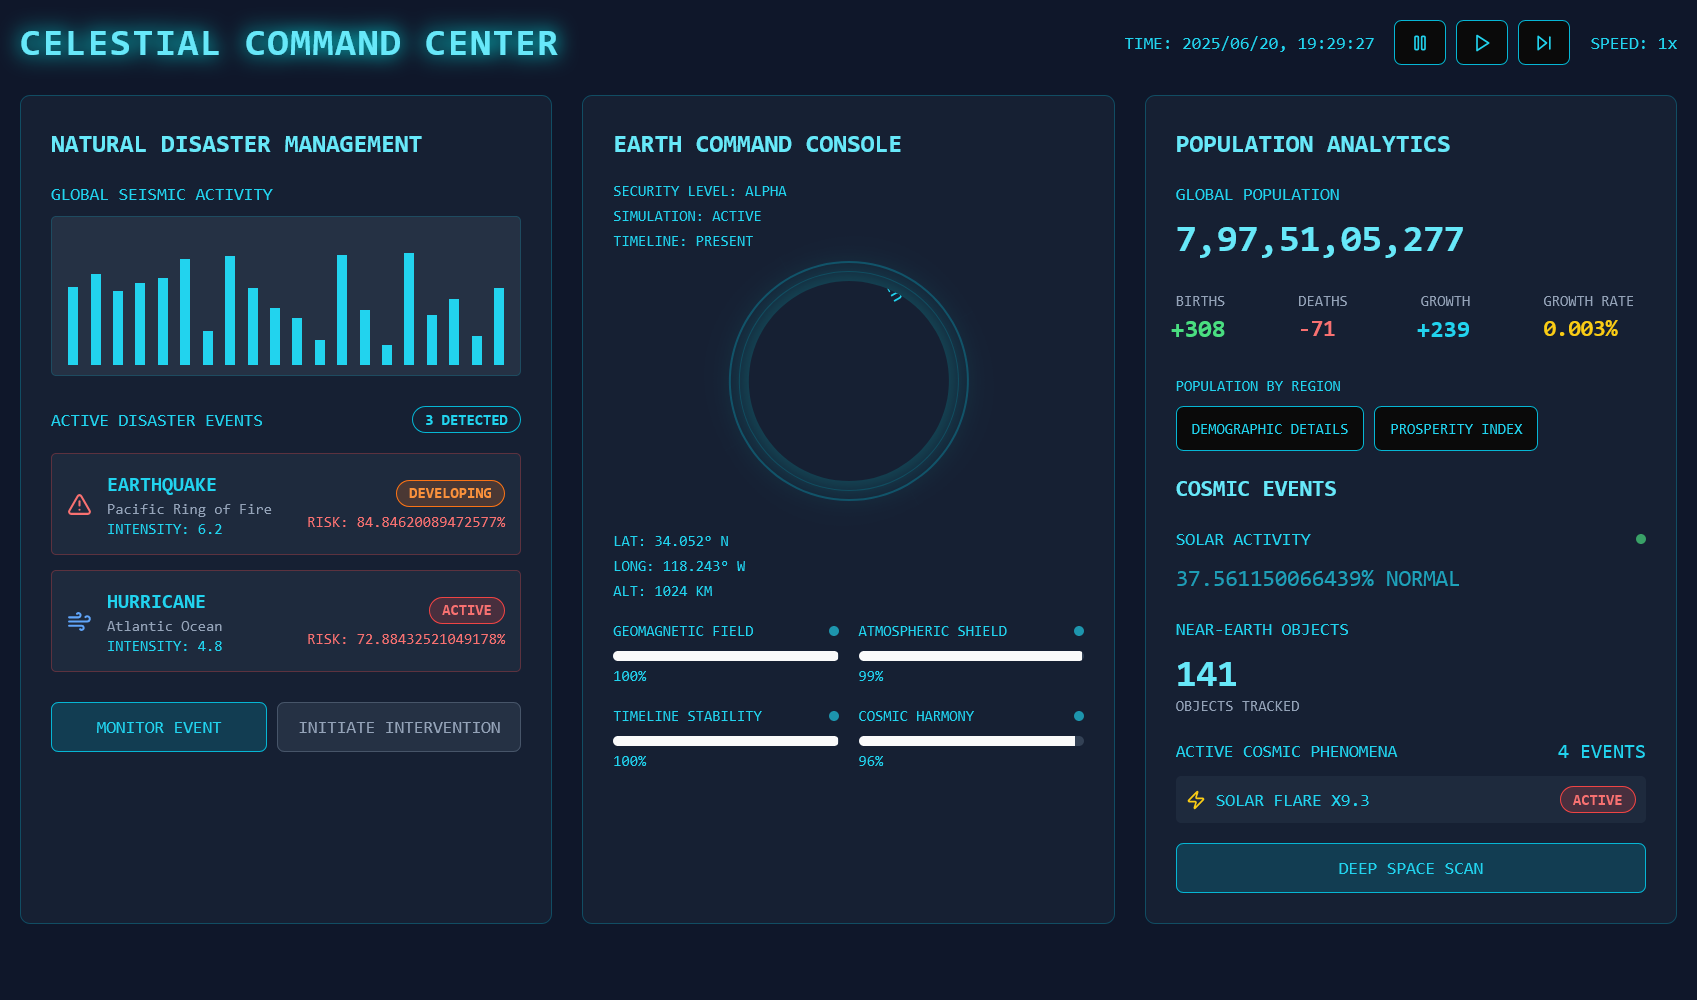 CELESTIAL COMMAND CENTER
TIME: 2025/06/20, 19:29:27
SPEED: 1x
NATURAL DISASTER MANAGEMENT
GLOBAL SEISMIC ACTIVITY
ACTIVE DISASTER EVENTS
3 DETECTED
EARTHQUAKE
Pacific Ring of Fire
INTENSITY: 6.2
DEVELOPING
RISK: 84.84620089472577%
HURRICANE
Atlantic Ocean
INTENSITY: 4.8
ACTIVE
RISK: 72.88432521049178%
MONITOR EVENT
INITIATE INTERVENTION
EARTH COMMAND CONSOLE
SECURITY LEVEL: ALPHA
SIMULATION: ACTIVE
TIMELINE: PRESENT
LAT: 34.052° N
LONG: 118.243° W
ALT: 1024 KM
GEOMAGNETIC FIELD
100%
ATMOSPHERIC SHIELD
99%
TIMELINE STABILITY
100%
COSMIC HARMONY
96%
POPULATION ANALYTICS
GLOBAL POPULATION
7,97,51,05,277
BIRTHS
+308
DEATHS
-71
GROWTH
+239
GROWTH RATE
0.003%
POPULATION BY REGION
DEMOGRAPHIC DETAILS
PROSPERITY INDEX
COSMIC EVENTS
SOLAR ACTIVITY
37.561150066439% NORMAL
NEAR-EARTH OBJECTS
141
OBJECTS TRACKED
ACTIVE COSMIC PHENOMENA
4 EVENTS
SOLAR FLARE X9.3
ACTIVE
DEEP SPACE SCAN